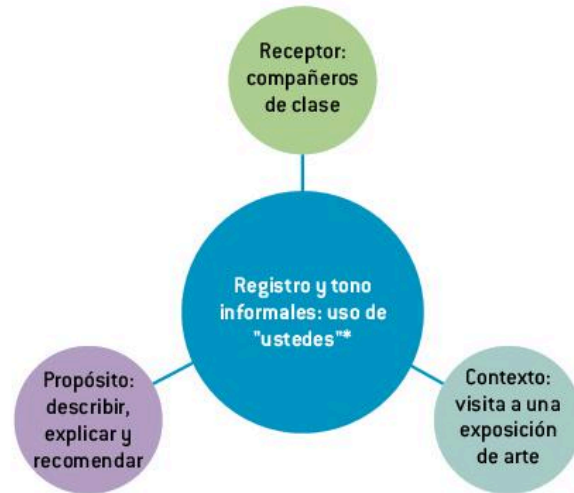 Receptor:
compañeros
de clase
Registro y tono
informales: uso de
"ustedes"*
Propósito:
describir,
explicar y
recomendar
Contexto:
visita a una
exposición
de arte